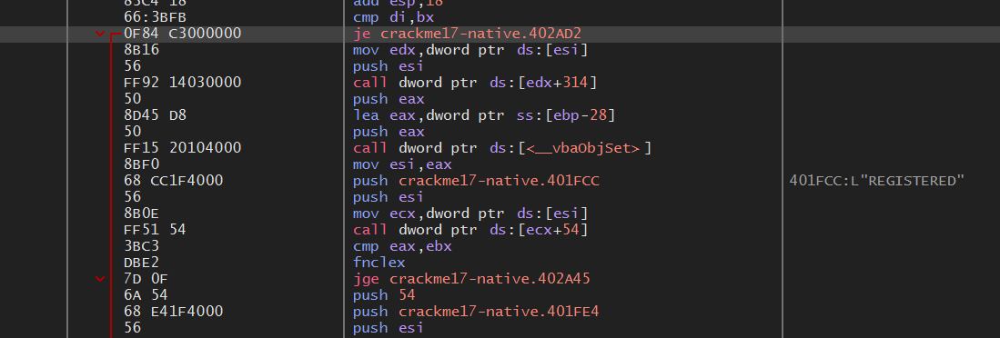 83C4 18 add esp,18
66:3BFB cmp di,bx
0F84 C3000000 je crackme17-native.402AD2
8B16 mov edx,dword ptr ds:[esi]
56 push esi
FF92 14030000 call dword ptr ds:[edx+314]
50 push eax
8D45 D8 lea eax,dword ptr ss:[ebp-28]
50 push eax
FF15 20104000 call dword ptr ds:[<__vbaObjSet>]
8BF0 mov esi,eax
68 CC1F4000 push crackme17-native.401FCC 401FCC:L"REGISTERED"
56 push esi
8B0E mov ecx,dword ptr ds:[esi]
FF51 54 call dword ptr ds:[ecx+54]
3BC3 cmp eax,ebx
DBE2 fnclex
7D 0F jge crackme17-native.402A45
6A 54 push 54
68 E41F4000 push crackme17-native.401FE4
56 push esi